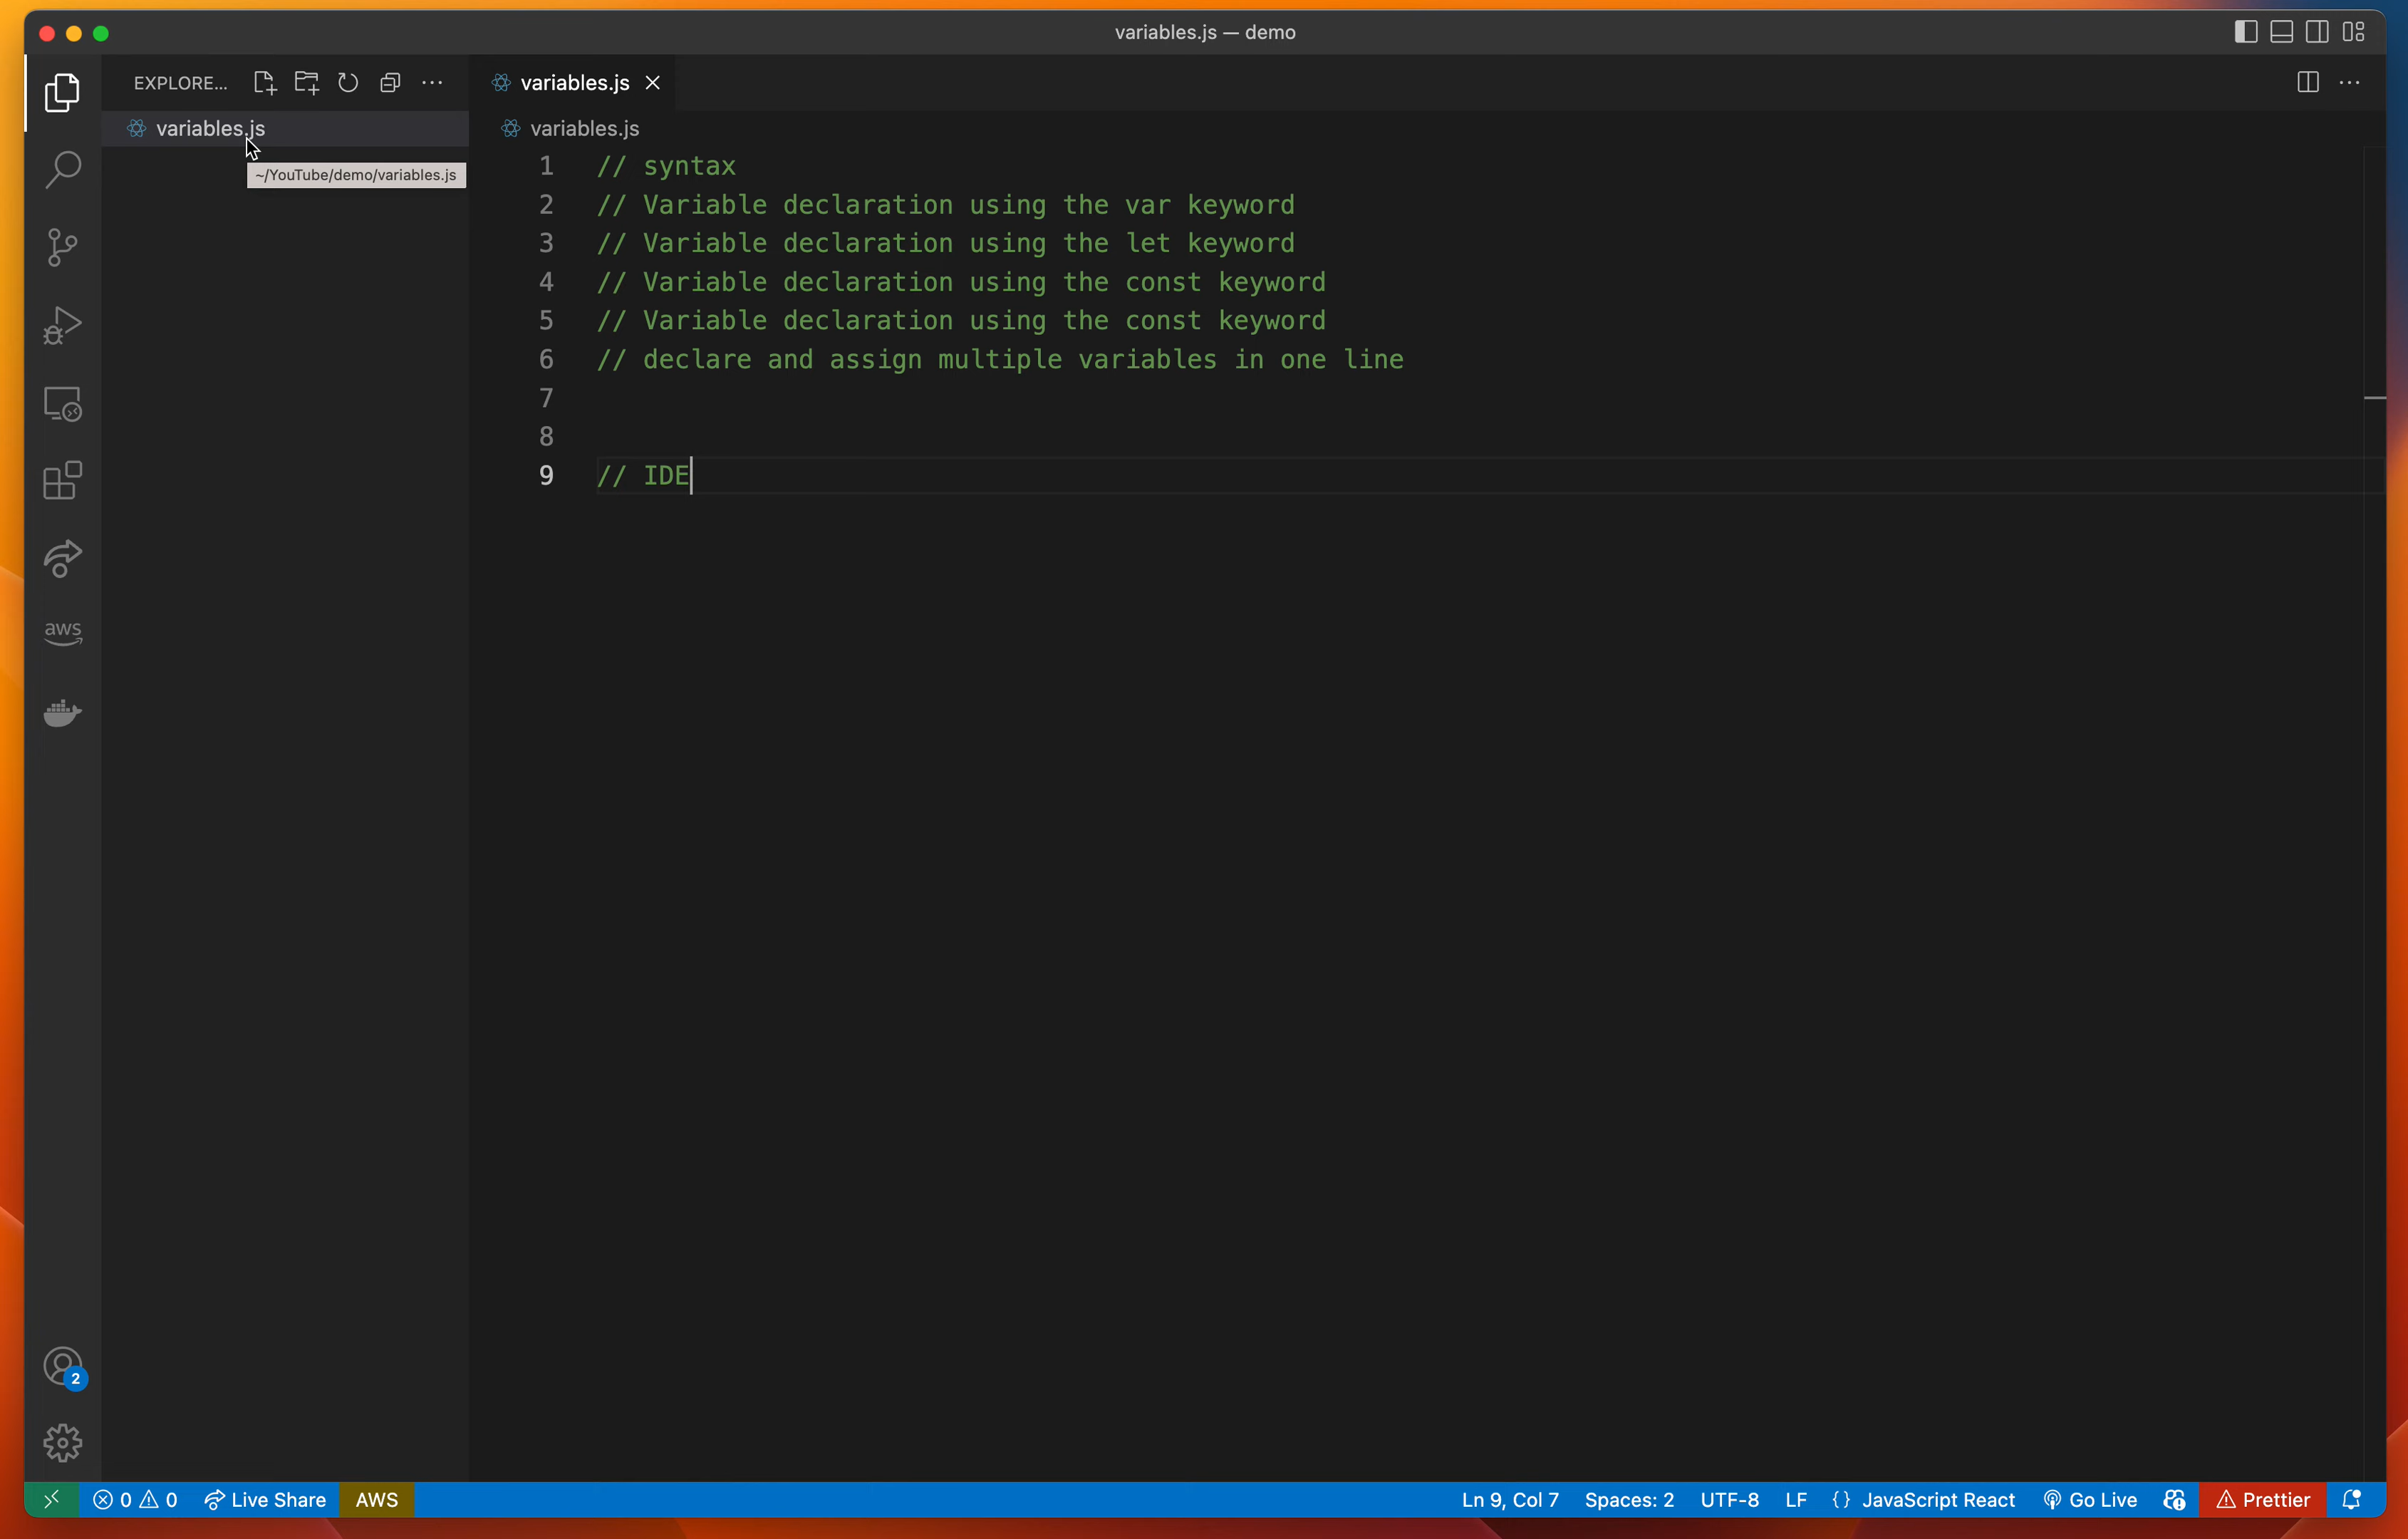 variables.js — demo
EXPLORE...
variables.js
variables.js
~/YouTube/demo/variables.js
variables.js
1 // syntax
2 // Variable declaration using the var keyword
3 // Variable declaration using the let keyword
4 // Variable declaration using the const keyword
5 // Variable declaration using the const keyword
6 // declare and assign multiple variables in one line
7
8
9 // IDE
aws
2
0 0 Live Share AWS Ln 9, Col 7 Spaces: 2 UTF-8 LF {} JavaScript React Go Live Prettier